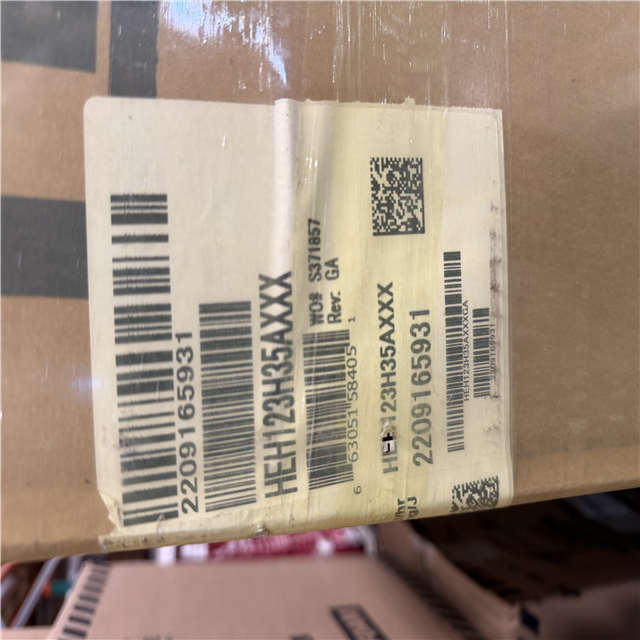 2209165931
HEH123H35AXXX
WO# S371857
Rev: GA
6 63051 58405 1
HEH123H35AXXX
2209165931
HEH123H35AXXXGA
2209165931